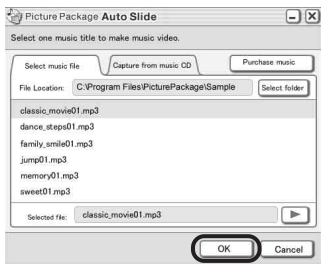 Picture Package Auto Slide
Select one music title to make music video.
Select music file
Capture from music CD
Purchase music
File Location: C:\Program Files\PicturePackage\Sample Select folder
classic_movie01.mp3
dance_steps01.mp3
family_smile01.mp3
jump01.mp3
memory01.mp3
sweet01.mp3
Selected file: classic_movie01.mp3
OK Cancel